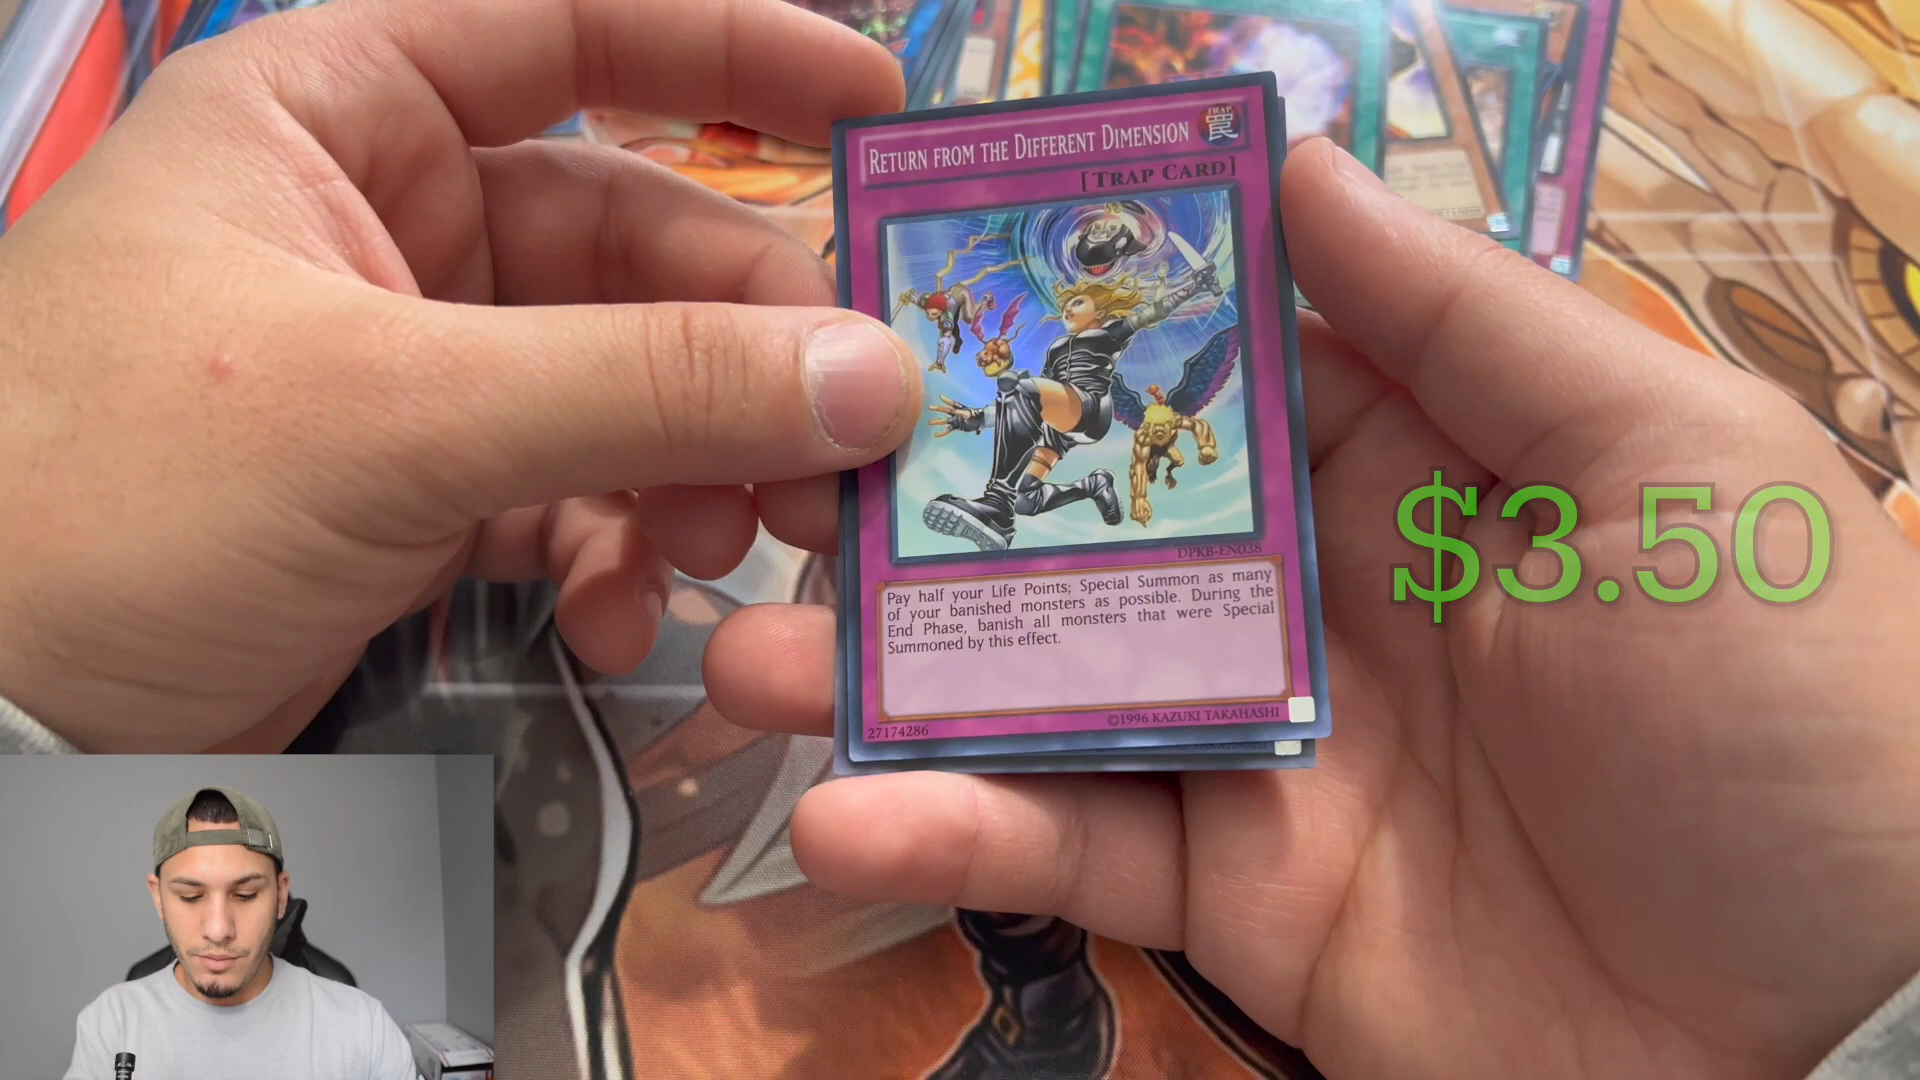 RETURN FROM THE DIFFERENT DIMENSION
TRAP
罠
[TRAP CARD]
DPKB-EN038
Pay half your Life Points; Special Summon as many
of your banished monsters as possible. During the
End Phase, banish all monsters that were Special
Summoned by this effect.
27174286
©1996 KAZUKI TAKAHASHI
$3.50